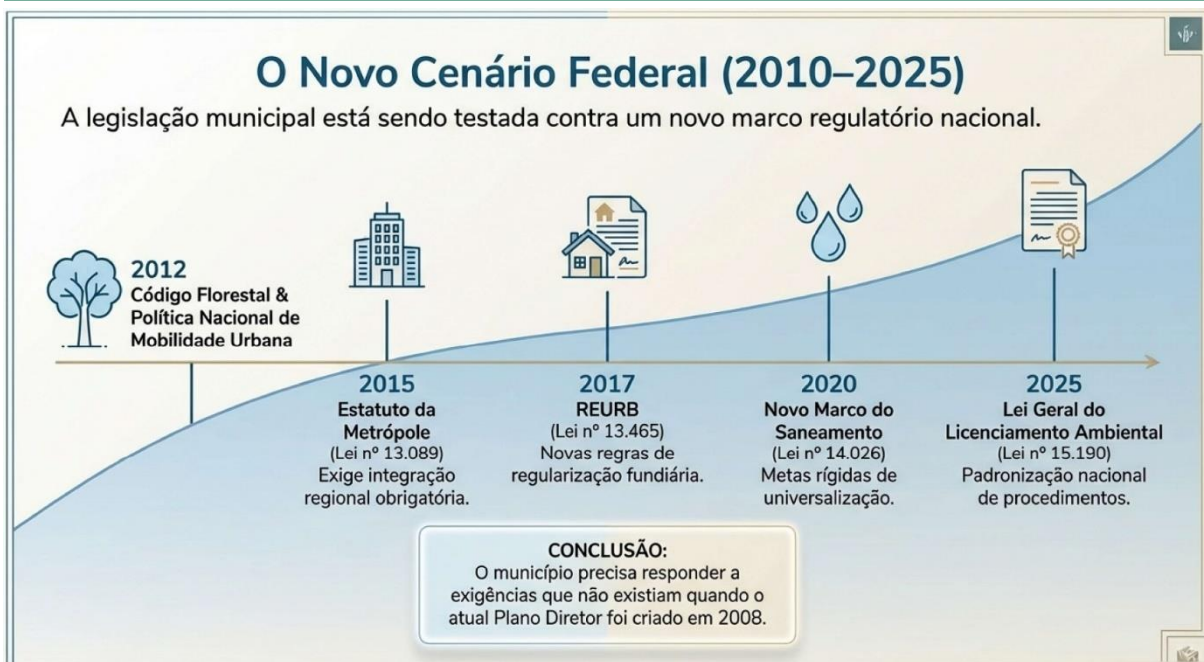 O Novo Cenário Federal (2010–2025)
A legislação municipal está sendo testada contra um novo marco regulatório nacional.
2012
Código Florestal &
Política Nacional de
Mobilidade Urbana
2015
Estatuto da
Metrópole
(Lei nº 13.089)
Exige integração
regional obrigatória.
2017
REURB
(Lei nº 13.465)
Novas regras de
regularização fundiária.
2020
Novo Marco do
Saneamento
(Lei nº 14.026)
Metas rígidas de
universalização.
2025
Lei Geral do
Licenciamento Ambiental
(Lei nº 15.190)
Padronização nacional
de procedimentos.
CONCLUSÃO:
O município precisa responder a
exigências que não existiam quando o
atual Plano Diretor foi criado em 2008.